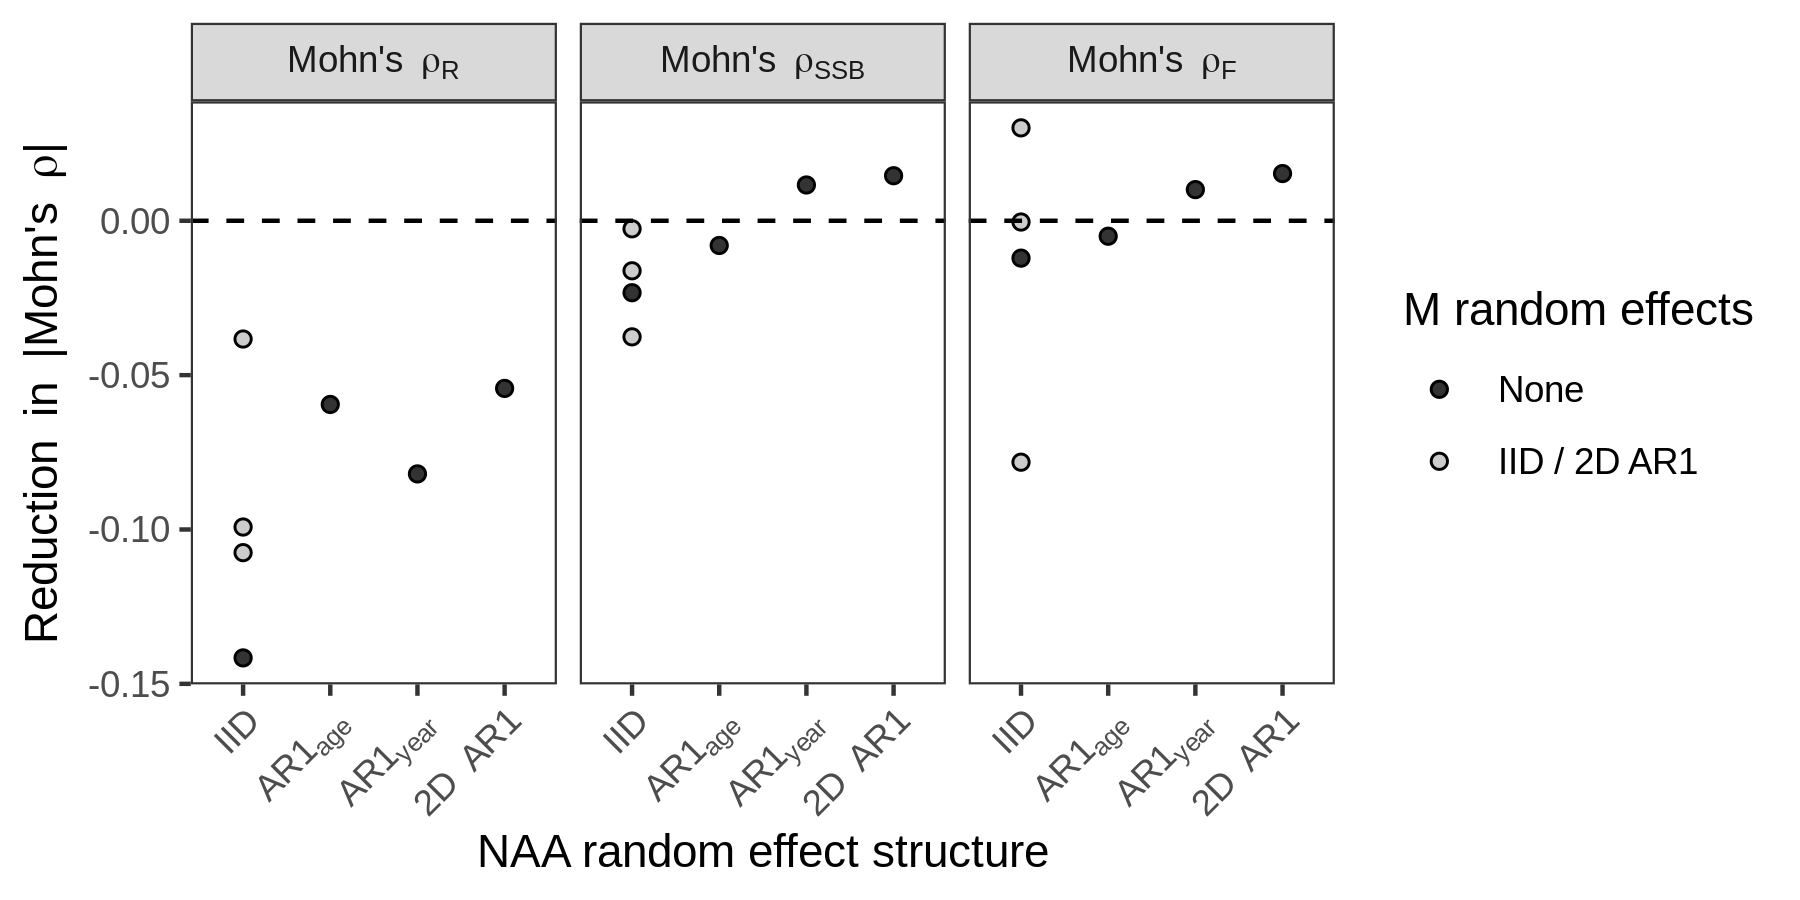 Mohn's ρR
Mohn's ρSSB
Mohn's ρF
Reduction in |Mohn's ρ|
0.00
-0.05
-0.10
-0.15
IID
AR1age
AR1year
2D AR1
IID
AR1age
AR1year
2D AR1
IID
AR1age
AR1year
2D AR1
NAA random effect structure
M random effects
None
IID / 2D AR1